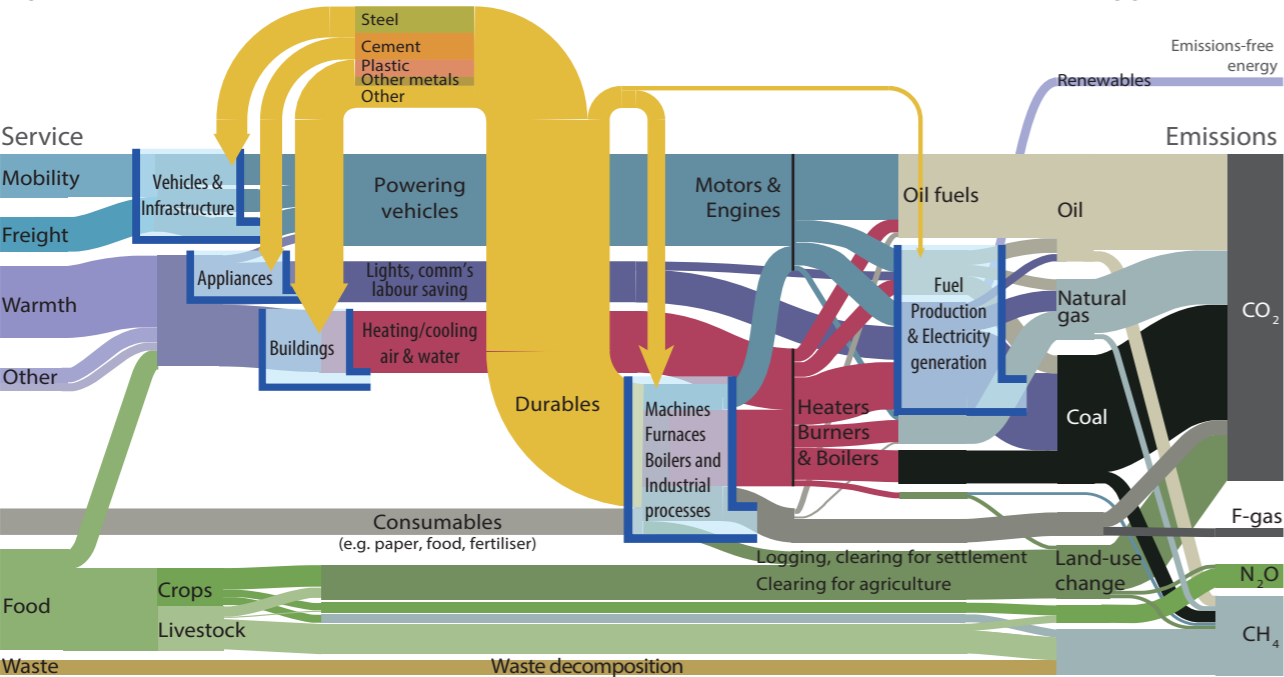 Steel
Cement
Plastic
Other metals
Other
Emissions-free
energy
Renewables
Service
Emissions
Mobility
Freight
Warmth
Other
Food
Waste
Vehicles &
Infrastructure
Appliances
Buildings
Powering
vehicles
Lights, comm's
labour saving
Heating/cooling
air & water
Durables
Consumables
(e.g. paper, food, fertiliser)
Crops
Livestock
Waste decomposition
Machines
Furnaces
Boilers and
Industrial
processes
Motors &
Engines
Heaters
Burners
& Boilers
Logging, clearing for settlement
Clearing for agriculture
Oil fuels
Fuel
Production
& Electricity
generation
Oil
Natural
gas
Coal
Land-use
change
CO₂
F-gas
N₂O
CH₄